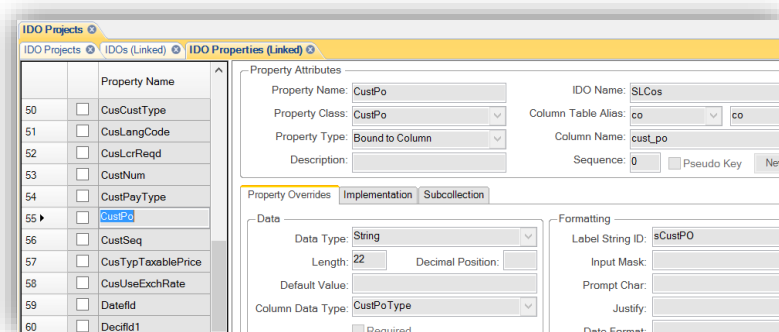 IDO Projects
IDO Projects IDOs (Linked) IDO Properties (Linked)
Property Name
50 CusCustType
51 CusLangCode
52 CusLcrReqd
53 CustNum
54 CustPayType
55 CustPo
56 CustSeq
57 CusTypTaxablePrice
58 CusUseExchRate
59 Datefld
60 Decifld1
Property Attributes
Property Name: CustPo IDO Name: SLCos
Property Class: CustPo Column Table Alias: co co
Property Type: Bound to Column Column Name: cust_po
Description: Sequence: 0 Pseudo Key Ne
Property Overrides Implementation Subcollection
Data
Data Type: String
Length: 22 Decimal Position:
Default Value:
Column Data Type: CustPoType
Required
Formatting
Label String ID: sCustPO
Input Mask:
Prompt Char:
Justify:
Date Format: